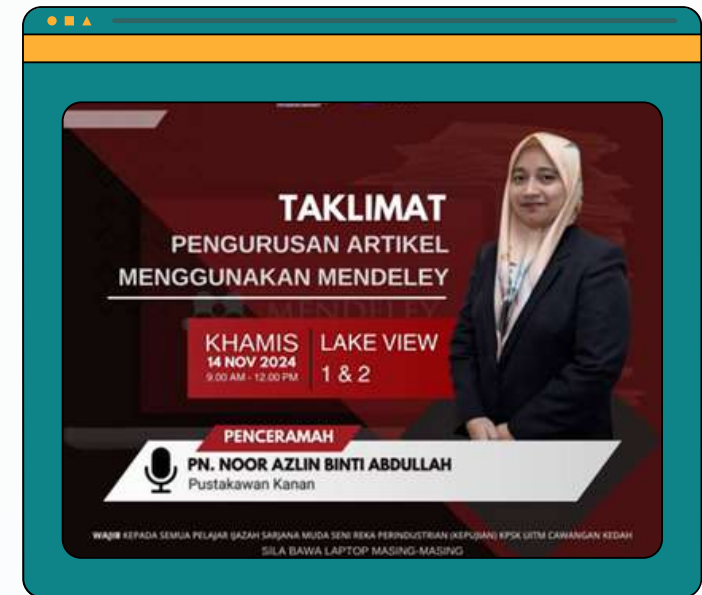 TAKLIMAT
PENGURUSAN ARTIKEL
MENGGUNAKAN MENDELEY
MENDELEY
KHAMIS
14 NOV 2024
9.00 AM - 12.00 PM
LAKE VIEW
1 & 2
PENCERAMAH
PN. NOOR AZLIN BINTI ABDULLAH
Pustakawan Kanan
WAJIB KEPADA SEMUA PELAJAR IJAZAH SARJANA MUDA SENI REKA PERINDUSTRIAN (KEPUJIAN) KPSK UITM CAWANGAN KEDAH
SILA BAWA LAPTOP MASING-MASING